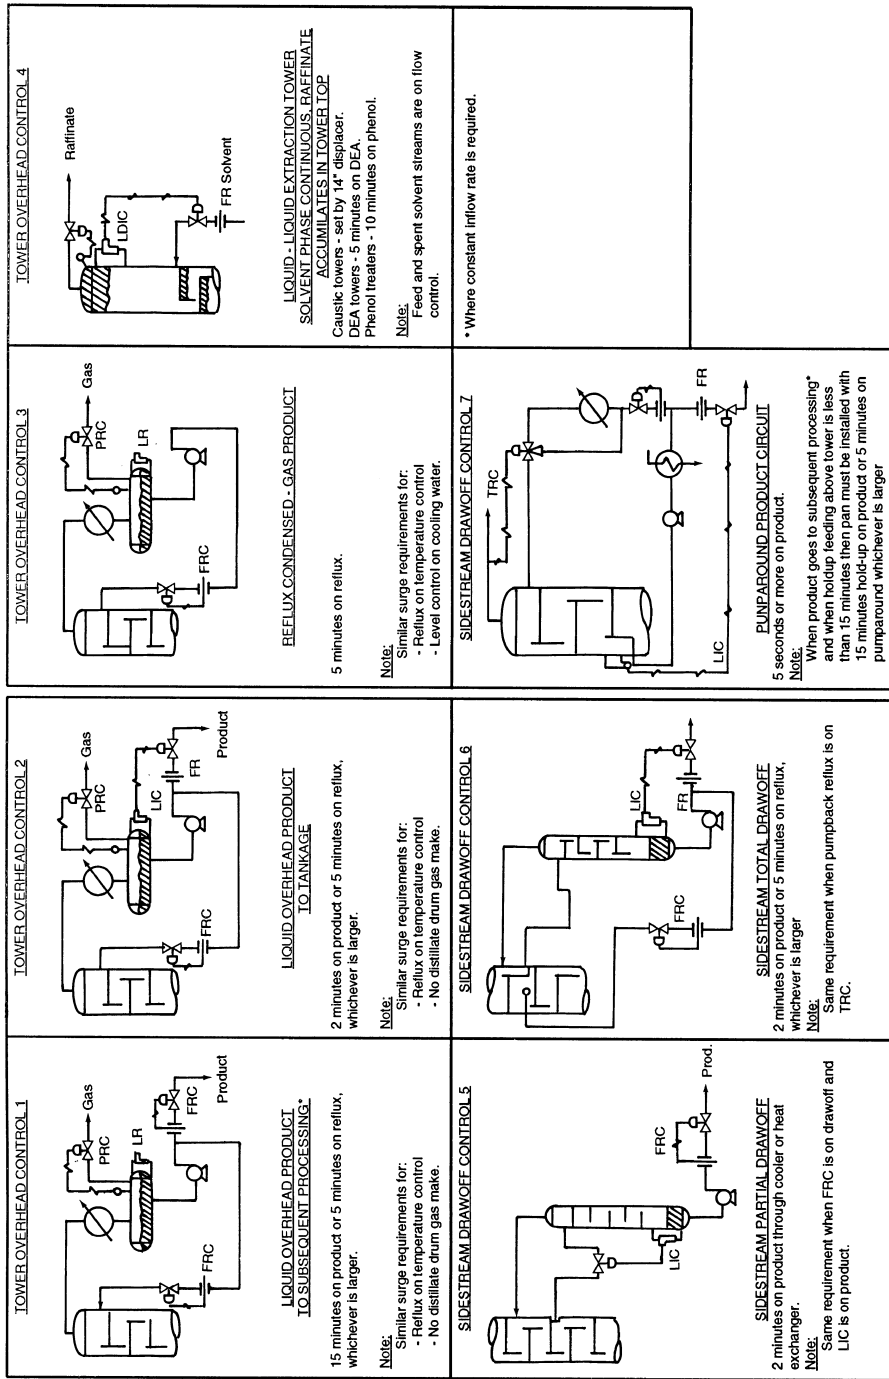 TOWER OVERHEAD CONTROL 1
Gas
PRC
LR
FRC
FRC
Product
LIQUID OVERHEAD PRODUCT
TO SUBSEQUENT PROCESSING*
15 minutes on product or 5 minutes on reflux,
whichever is larger.
Note:
Similar surge requirements for:
- Reflux on temperature control
- No distillate drum gas make.
TOWER OVERHEAD CONTROL 2
Gas
PRC
LIC
FR
FRC
Product
LIQUID OVERHEAD PRODUCT
TO TANKAGE
2 minutes on product or 5 minutes on reflux,
whichever is larger.
Note:
Similar surge requirements for:
- Reflux on temperature control
- No distillate drum gas make.
TOWER OVERHEAD CONTROL 3
Gas
PRC
LR
FRC
REFLUX CONDENSED - GAS PRODUCT
5 minutes on reflux.
Note:
Similar surge requirements for:
- Reflux on temperature control
- Level control on cooling water.
TOWER OVERHEAD CONTROL 4
Raffinate
LDIC
FR Solvent
LIQUID - LIQUID EXTRACTION TOWER
SOLVENT PHASE CONTINUOUS, RAFFINATE
ACCUMILATES IN TOWER TOP
Caustic towers - set by 14" displacer.
DEA towers - 5 minutes on DEA.
Phenol treaters - 10 minutes on phenol.
Note:
Feed and spent solvent streams are on flow
control.
SIDESTREAM DRAWOFF CONTROL 5
LIC
FRC
Prod.
SIDESTREAM PARTIAL DRAWOFF
2 minutes on product through cooler or heat
exchanger.
Note:
Same requirement when FRC is on drawoff and
LIC is on product.
SIDESTREAM DRAWOFF CONTROL 6
LIC
FR
FRC
SIDESTREAM TOTAL DRAWOFF
2 minutes on product or 5 minutes on reflux,
whichever is larger
Note:
Same requirement when pumpback reflux is on
TRC.
SIDESTREAM DRAWOFF CONTROL 7
TRC
LIC
FR
PUNPAROUND PRODUCT CIRCUIT
5 seconds or more on product.
Note:
When product goes to subsequent processing*
and when holdup feeding above tower is less
than 15 minutes then pan must be installed with
15 minutes hold-up on product or 5 minutes on
pumparound whichever is larger
* Where constant inflow rate is required.